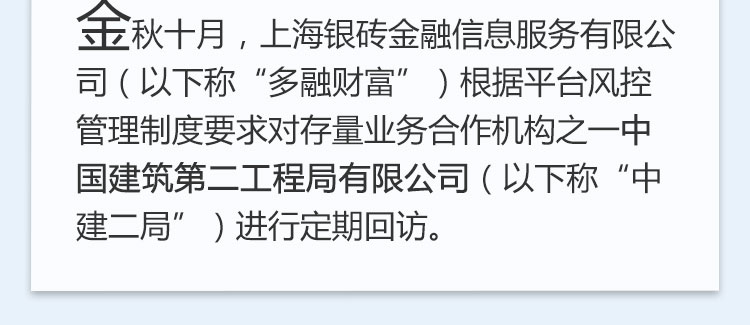 金秋十月，上海银砖金融信息服务有限公
司（以下称“多融财富”）根据平台风控
管理制度要求对存量业务合作机构之一中
国建筑第二工程局有限公司（以下称“中
建二局”）进行定期回访。